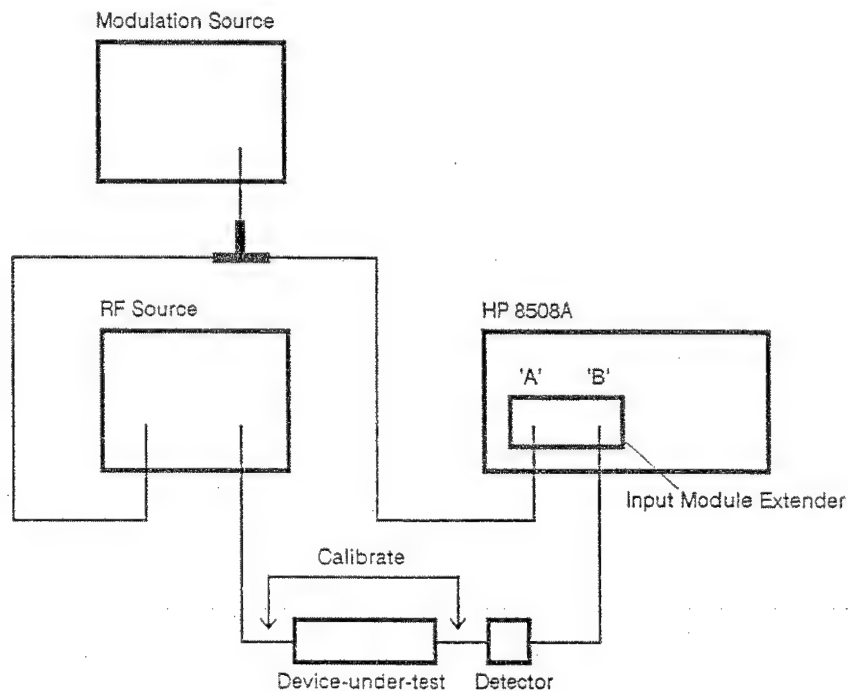 Modulation Source
RF Source
HP 8508A
'A' 'B'
Input Module Extender
Calibrate
Device-under-test Detector